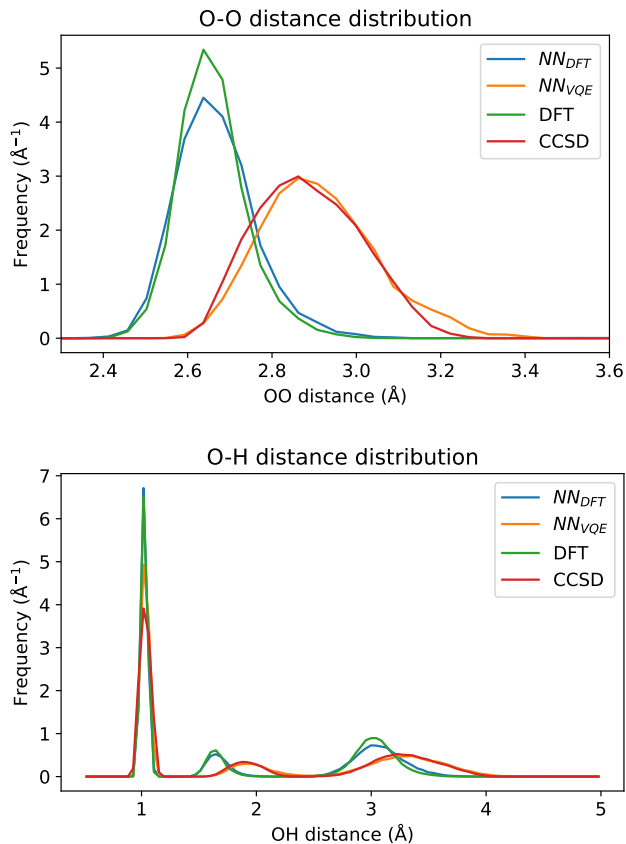 O-O distance distribution
Frequency (Å⁻¹)
5
4
3
2
1
0
2.4 2.6 2.8 3.0 3.2 3.4 3.6
OO distance (Å)
NN_DFT
NN_VQE
DFT
CCSD
O-H distance distribution
Frequency (Å⁻¹)
7
6
5
4
3
2
1
0
1 2 3 4 5
OH distance (Å)
NN_DFT
NN_VQE
DFT
CCSD